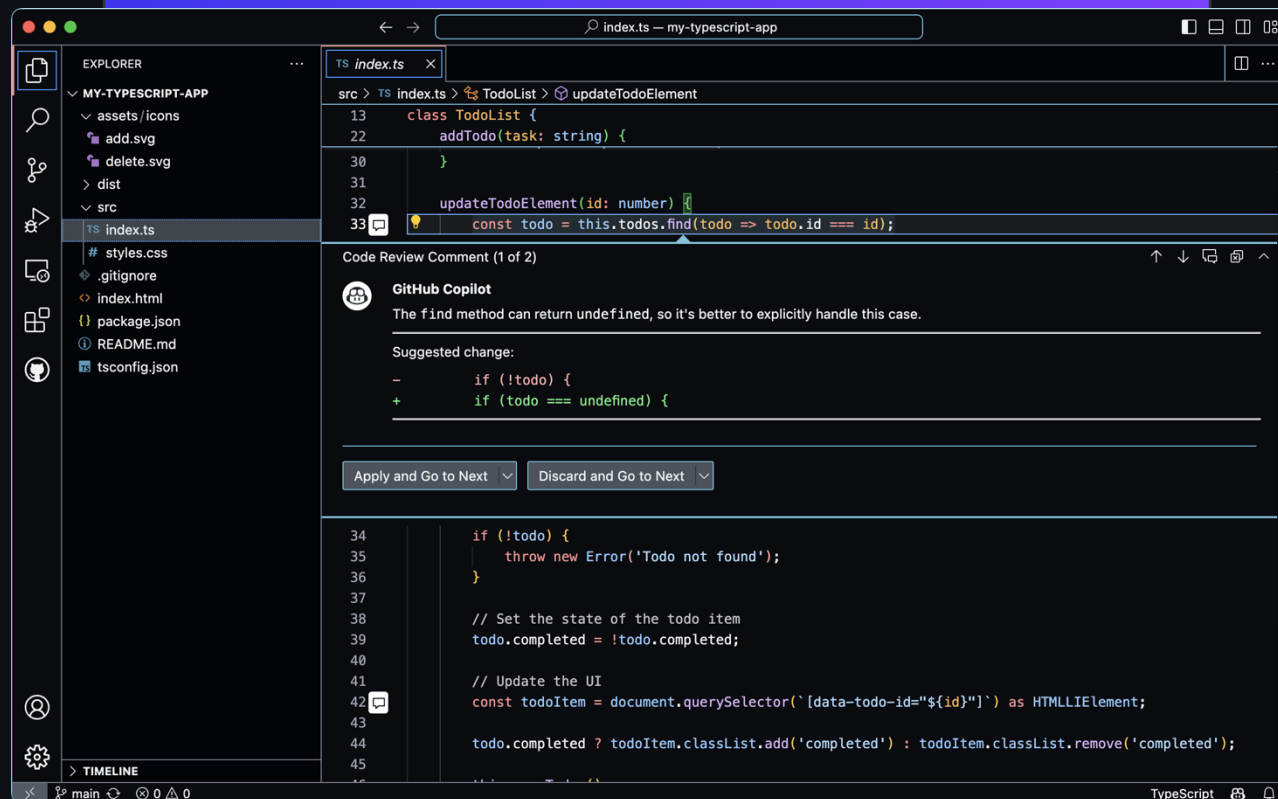 index.ts — my-typescript-app
EXPLORER
MY-TYPESCRIPT-APP
assets/icons
add.svg
delete.svg
dist
src
TS index.ts
# styles.css
.gitignore
<> index.html
{} package.json
README.md
TS tsconfig.json
TIMELINE
TS index.ts
src > TS index.ts > TodoList > updateTodoElement
13 class TodoList {
22 addTodo(task: string) {
30 }
31
32 updateTodoElement(id: number) {
33 const todo = this.todos.find(todo => todo.id === id);
Code Review Comment (1 of 2)
GitHub Copilot
The find method can return undefined, so it's better to explicitly handle this case.
Suggested change:
− if (!todo) {
+ if (todo === undefined) {
Apply and Go to Next
Discard and Go to Next
34 if (!todo) {
35 throw new Error('Todo not found');
36 }
37
38 // Set the state of the todo item
39 todo.completed = !todo.completed;
40
41 // Update the UI
42 const todoItem = document.querySelector(`[data-todo-id="${id}"]`) as HTMLLIElement;
43
44 todo.completed ? todoItem.classList.add('completed') : todoItem.classList.remove('completed');
45
main
0 0
TypeScript